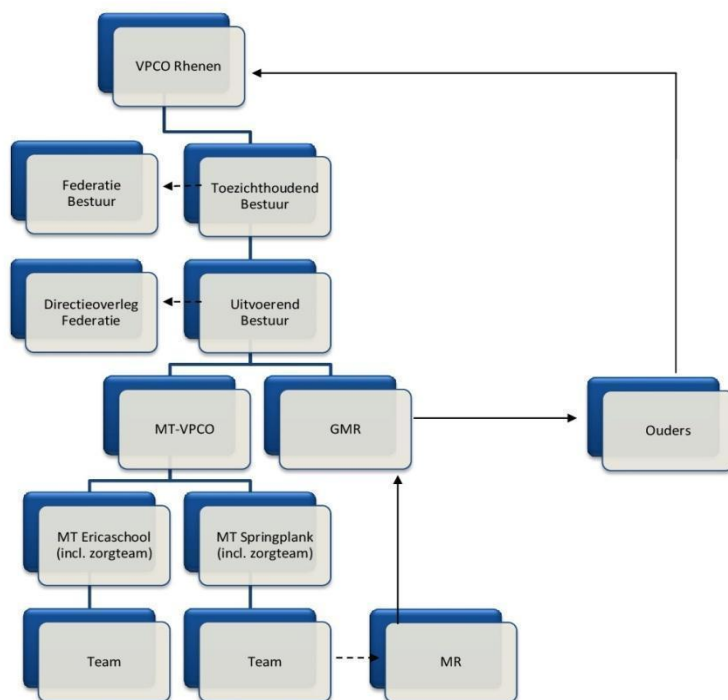 VPCO Rhenen
Federatie
Bestuur
Toezichthoudend
Bestuur
Directieoverleg
Federatie
Uitvoerend
Bestuur
MT-VPCO
GMR
Ouders
MT Ericaschool
(incl. zorgteam)
MT Springplank
(incl. zorgteam)
Team
Team
MR